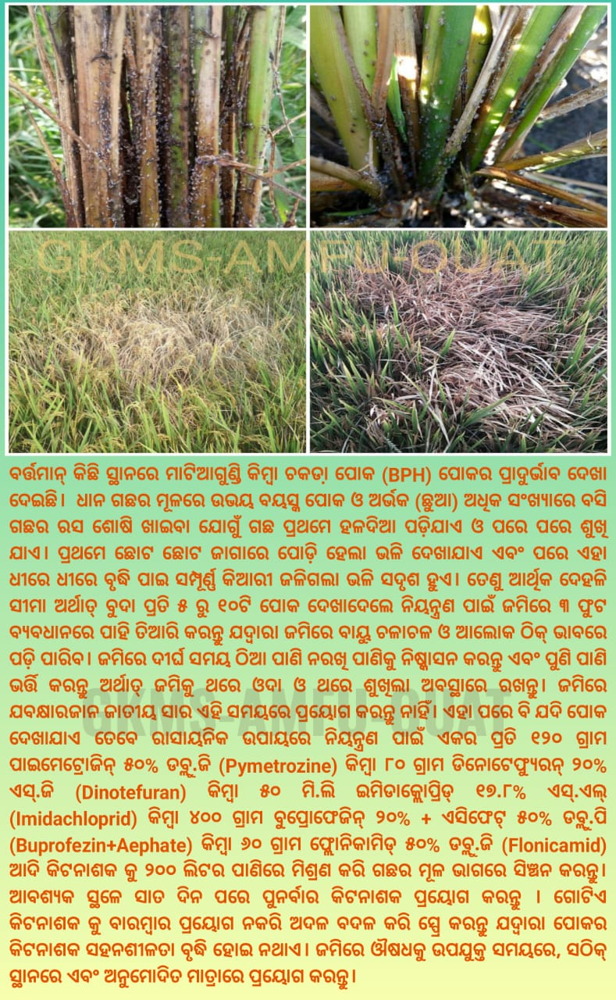 GKMS-AMFU-OUAT
ବର୍ତ୍ତମାନ୍ କିଛି ସ୍ଥାନରେ ମାଟିଆଗୁଣ୍ଡି କିମ୍ବା ଚକଡ଼ା ପୋକ (BPH) ପୋକର ପ୍ରାଦୁର୍ଭାବ ଦେଖା
ଦେଇଛି। ଧାନ ଗଛର ମୂଳରେ ଉଭୟ ବୟସ୍କ ପୋକ ଓ ଅର୍ଭକ (ଛୁଆ) ଅଧିକ ସଂଖ୍ୟାରେ ବସି
ଗଛର ରସ ଶୋଷି ଖାଇବା ଯୋଗୁଁ ଗଛ ପ୍ରଥମେ ହଳଦିଆ ପଡ଼ିଯାଏ ଓ ପରେ ପରେ ଶୁଖି
ଯାଏ। ପ୍ରଥମେ ଛୋଟ ଛୋଟ ଜାଗାରେ ପୋଡ଼ି ହେଲା ଭଳି ଦେଖାଯାଏ ଏବଂ ପରେ ଏହା
ଧୀରେ ଧୀରେ ବୃଦ୍ଧି ପାଇ ସମ୍ପୂର୍ଣ୍ଣ କିଆରୀ ଜଳିଗଲା ଭଳି ସଦୃଶ ହୁଏ। ତେଣୁ ଆର୍ଥିକ ଦେହଳି
ସୀମା ଅର୍ଥାତ୍ ବୁଦା ପ୍ରତି ୫ ରୁ ୧୦ଟି ପୋକ ଦେଖାଦେଲେ ନିୟନ୍ତ୍ରଣ ପାଇଁ ଜମିରେ ୩ ଫୁଟ
ବ୍ୟବଧାନରେ ପାହି ତିଆରି କରନ୍ତୁ ଯଦ୍ୱାରା ଜମିରେ ବାୟୁ ଚଳାଚଳ ଓ ଆଲୋକ ଠିକ୍ ଭାବରେ
ପଡ଼ି ପାରିବ। ଜମିରେ ଦୀର୍ଘ ସମୟ ଠିଆ ପାଣି ନରଖି ପାଣିକୁ ନିଷ୍କାସନ କରନ୍ତୁ ଏବଂ ପୁଣି ପାଣି
ଭର୍ତ୍ତି କରନ୍ତୁ ଅର୍ଥାତ୍ ଜମିକୁ ଥରେ ଓଦା ଓ ଥରେ ଶୁଖିଲା ଅବସ୍ଥାରେ ରଖନ୍ତୁ। ଜମିରେ
GKMS-AMFU-OUAT
ଯବକ୍ଷାରଜାନ ଜାତୀୟ ସାର ଏହି ସମୟରେ ପ୍ରୟୋଗ କରନ୍ତୁ ନାହିଁ। ଏହା ପରେ ବି ଯଦି ପୋକ
ଦେଖାଯାଏ ତେବେ ରାସାୟନିକ ଉପାୟରେ ନିୟନ୍ତ୍ରଣ ପାଇଁ ଏକର ପ୍ରତି ୧୨୦ ଗ୍ରାମ
ପାଇମେଟ୍ରୋଜିନ୍ ୫୦% ଡବ୍ଲୁ.ଜି (Pymetrozine) କିମ୍ବା ୮୦ ଗ୍ରାମ ଡିନୋଟେଫ୍ୟୁରନ୍ ୨୦%
ଏସ୍.ଜି (Dinotefuran) କିମ୍ବା ୫୦ ମି.ଲି ଇମିଡାକ୍ଲୋପ୍ରିଡ୍ ୧୭.୮% ଏସ୍.ଏଲ୍
(Imidachloprid) କିମ୍ବା ୪୦୦ ଗ୍ରାମ ବୁପ୍ରୋଫେଜିନ୍ ୨୦% + ଏସିଫେଟ୍ ୫୦% ଡବ୍ଲୁ.ପି
(Buprofezin+Aephate) କିମ୍ବା ୬୦ ଗ୍ରାମ ଫ୍ଲୋନିକାମିଡ୍ ୫୦% ଡବ୍ଲୁ.ଜି (Flonicamid)
ଆଦି କିଟନାଶକ କୁ ୨୦୦ ଲିଟର ପାଣିରେ ମିଶ୍ରଣ କରି ଗଛର ମୂଳ ଭାଗରେ ସିଞ୍ଚନ କରନ୍ତୁ।
ଆବଶ୍ୟକ ସ୍ଥଳେ ସାତ ଦିନ ପରେ ପୁନର୍ବାର କିଟନାଶକ ପ୍ରୟୋଗ କରନ୍ତୁ । ଗୋଟିଏ
କିଟନାଶକ କୁ ବାରମ୍ବାର ପ୍ରୟୋଗ ନକରି ଅଦଳ ବଦଳ କରି ସ୍ପ୍ରେ କରନ୍ତୁ ଯଦ୍ୱାରା ପୋକର
କିଟନାଶକ ସହନଶୀଳତା ବୃଦ୍ଧି ହୋଇ ନଥାଏ। ଜମିରେ ଔଷଧକୁ ଉପଯୁକ୍ତ ସମୟରେ, ସଠିକ୍
ସ୍ଥାନରେ ଏବଂ ଅନୁମୋଦିତ ମାତ୍ରାରେ ପ୍ରୟୋଗ କରନ୍ତୁ।